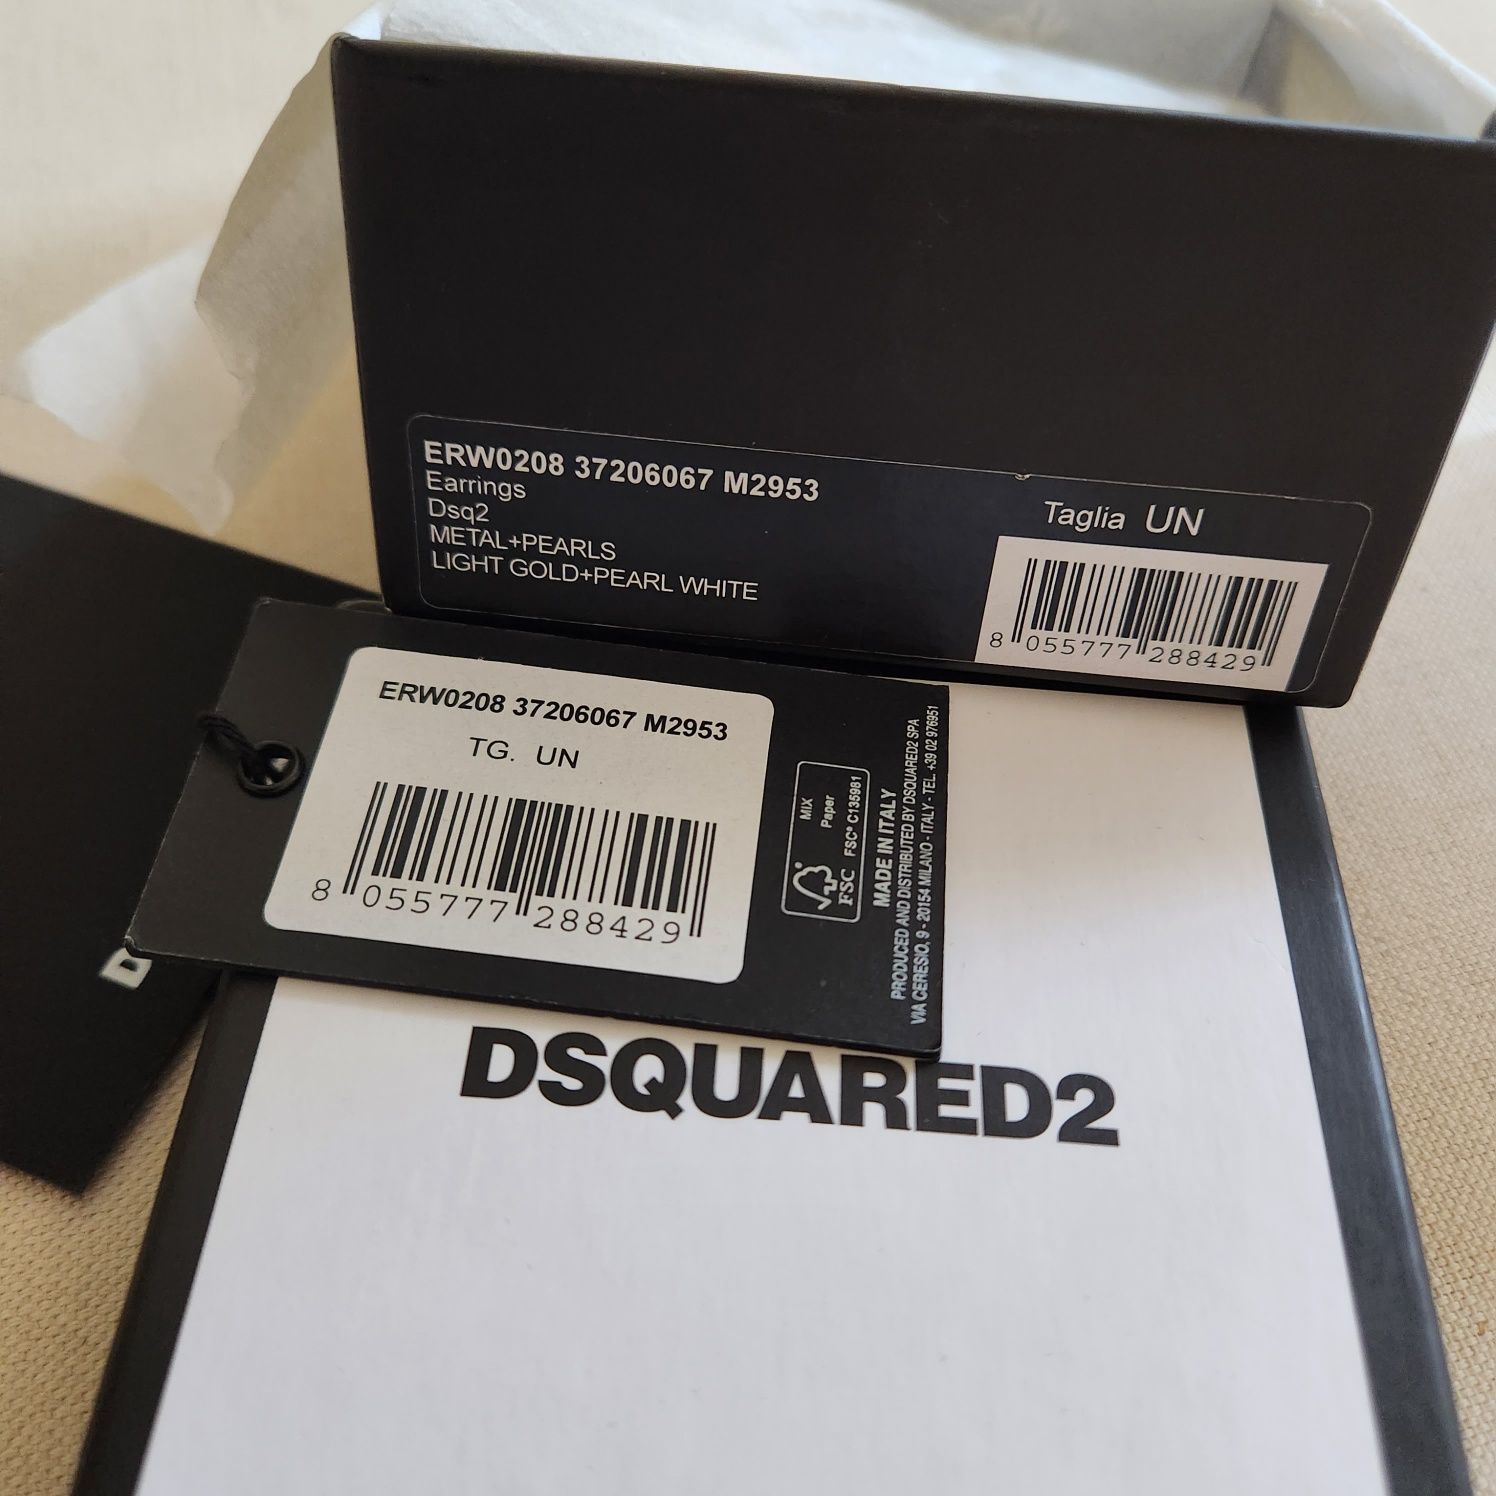 ERW0208 37206067 M2953
Earrings
Dsq2
METAL+PEARLS
LIGHT GOLD+PEARL WHITE
Taglia UN
8 055777 288429
ERW0208 37206067 M2953
TG. UN
8 055777 288429
MIX
Paper
FSC® C135981
FSC
MADE IN ITALY
PRODUCED AND DISTRIBUTED BY DSQUARED2 SPA
VIA CERESIO, 9 - 20154 MILANO - ITALY - TEL. +39 02 976951
D
DSQUARED2